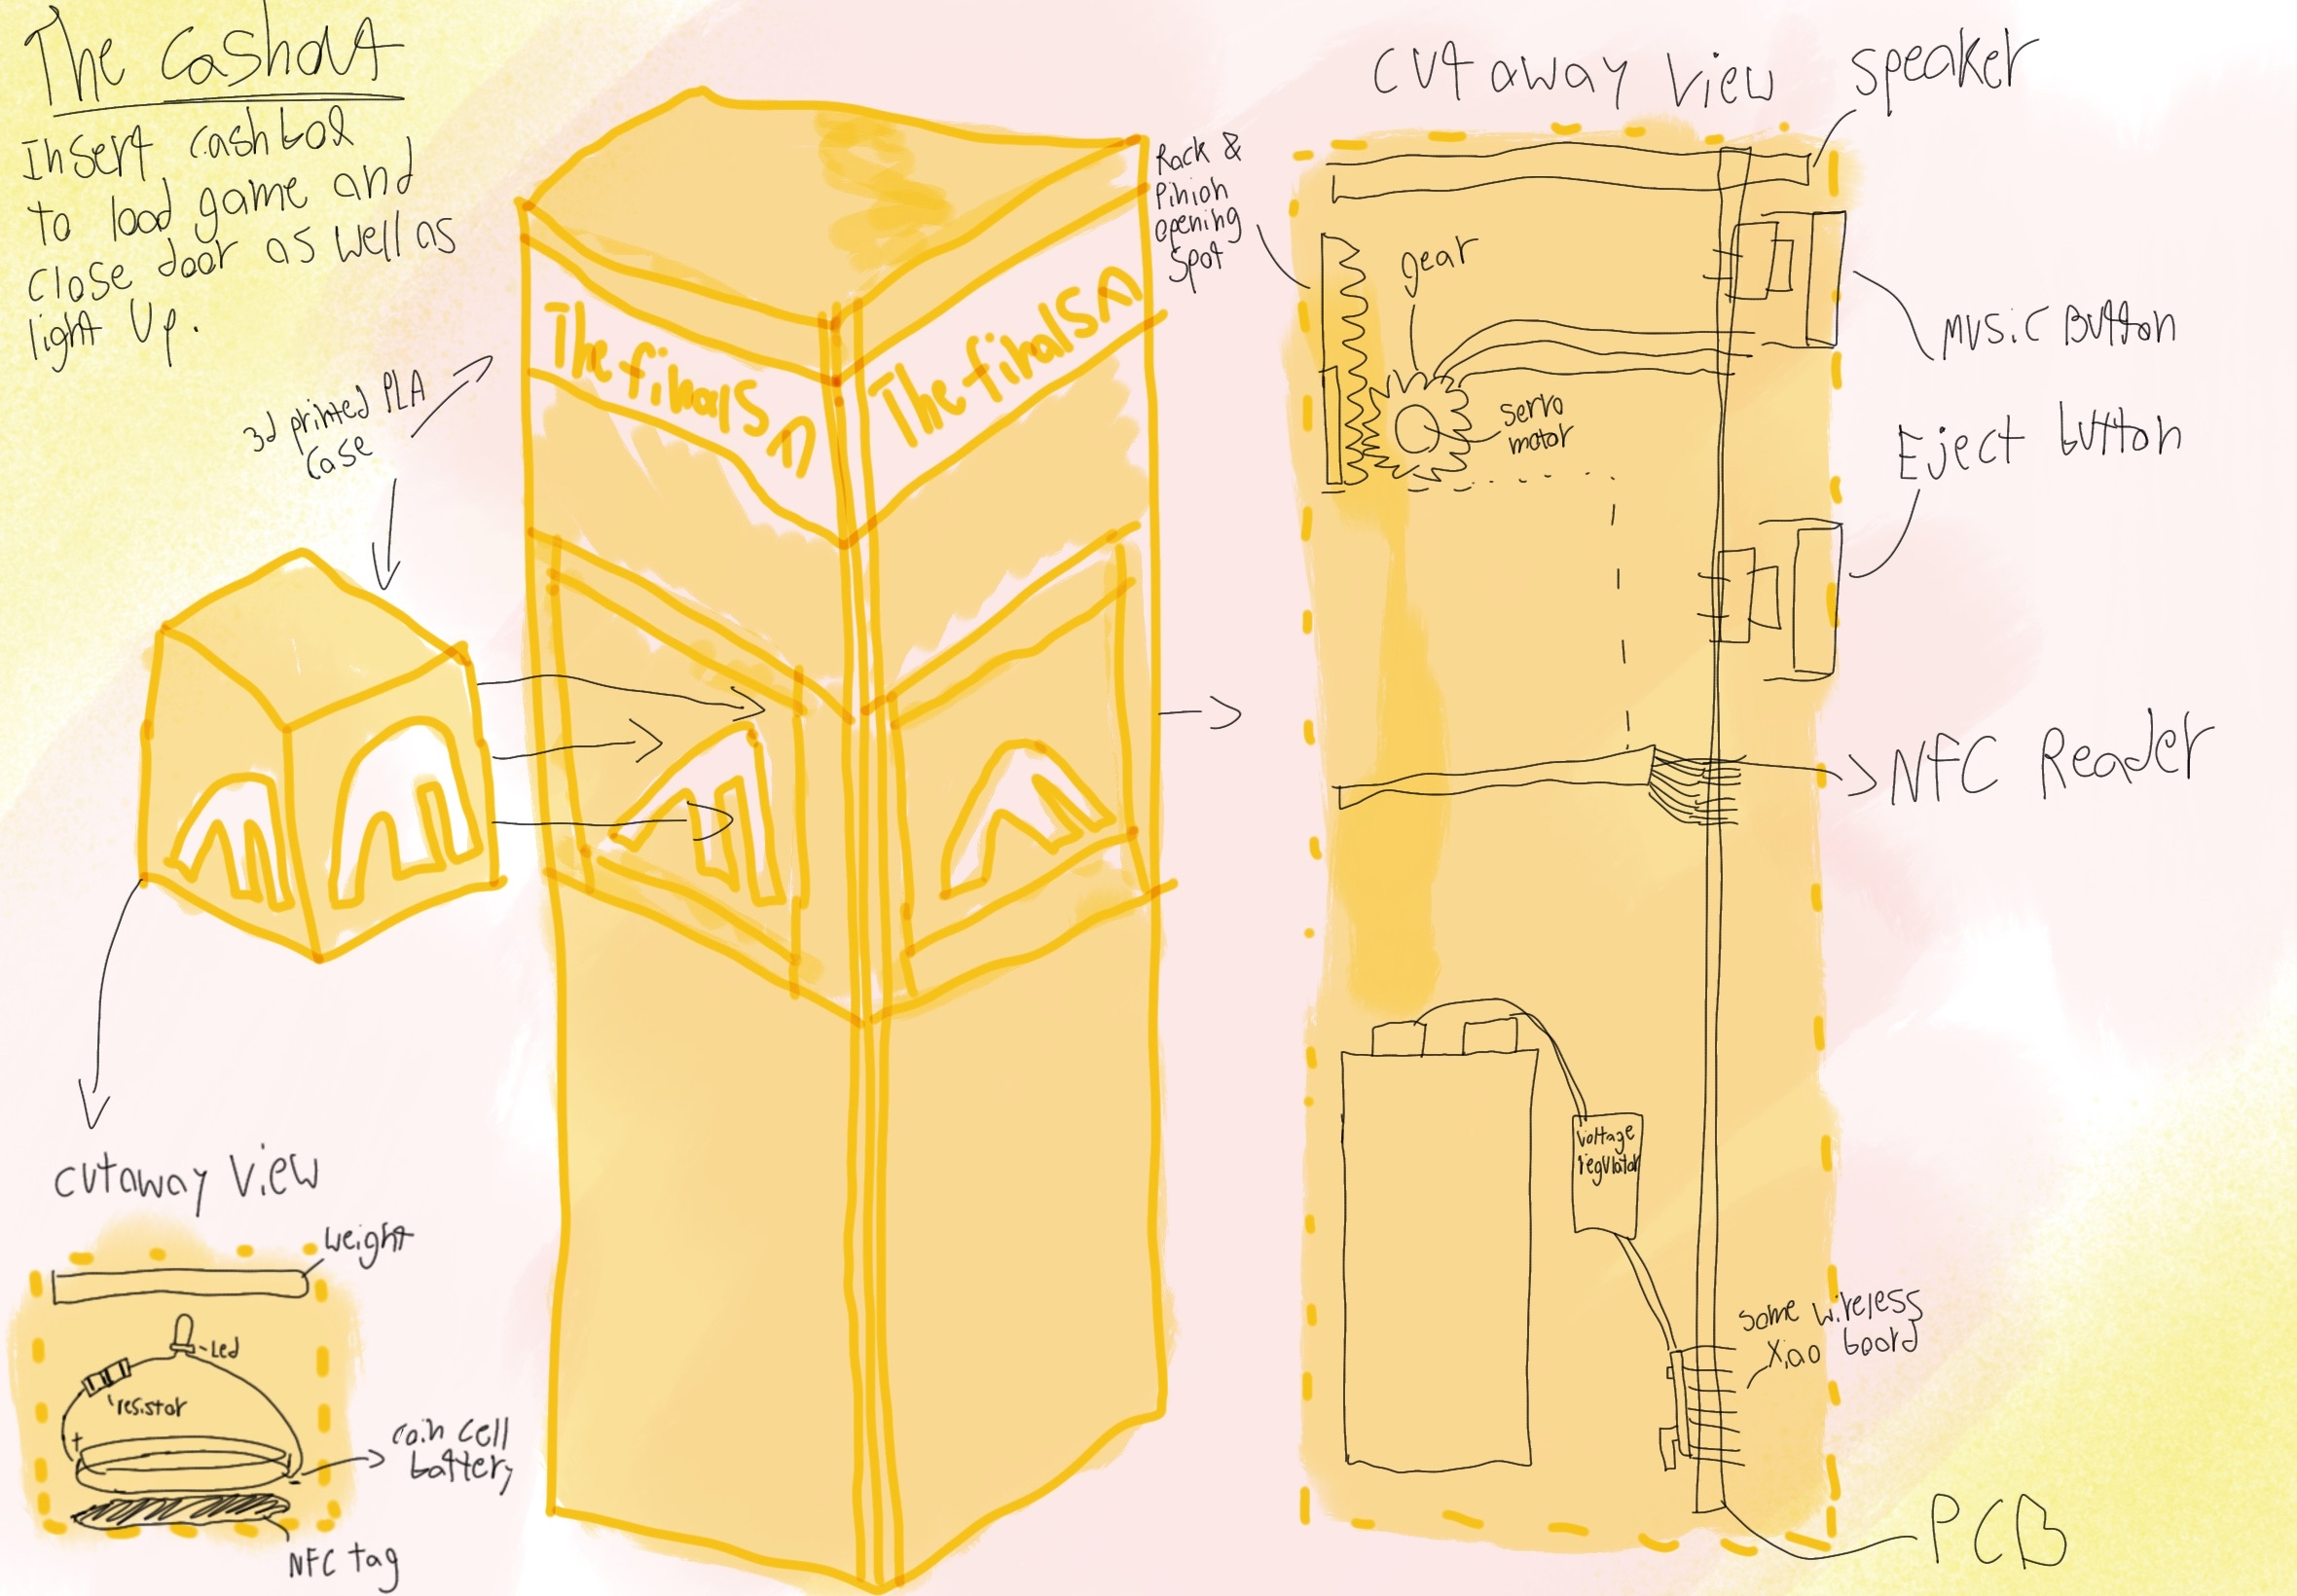 The Cashout
Insert cashbox
to load game and
close door as well as
light Up.
3d printed PLA
case
The finals
The finals
Rack &
Pinion
opening
Spot
cutaway view
speaker
gear
servo
motor
Music Button
Eject button
NFC Reader
voltage
regulator
some wireless
Xiao board
PCB
cutaway view
weight
Led
resistor
+
-
coin cell
battery
NFC tag